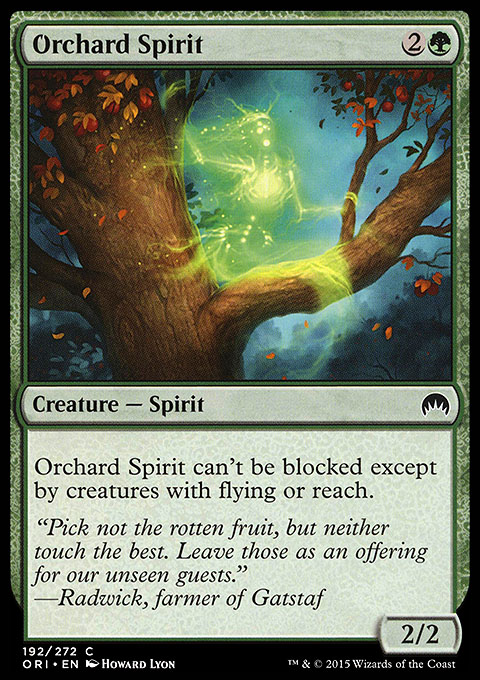 Orchard Spirit 2
Creature — Spirit
Orchard Spirit can't be blocked except
by creatures with flying or reach.
“Pick not the rotten fruit, but neither
touch the best. Leave those as an offering
for our unseen guests.”
—Radwick, farmer of Gatstaf
2/2
192/272 C
ORI • EN Howard Lyon
™ & © 2015 Wizards of the Coast